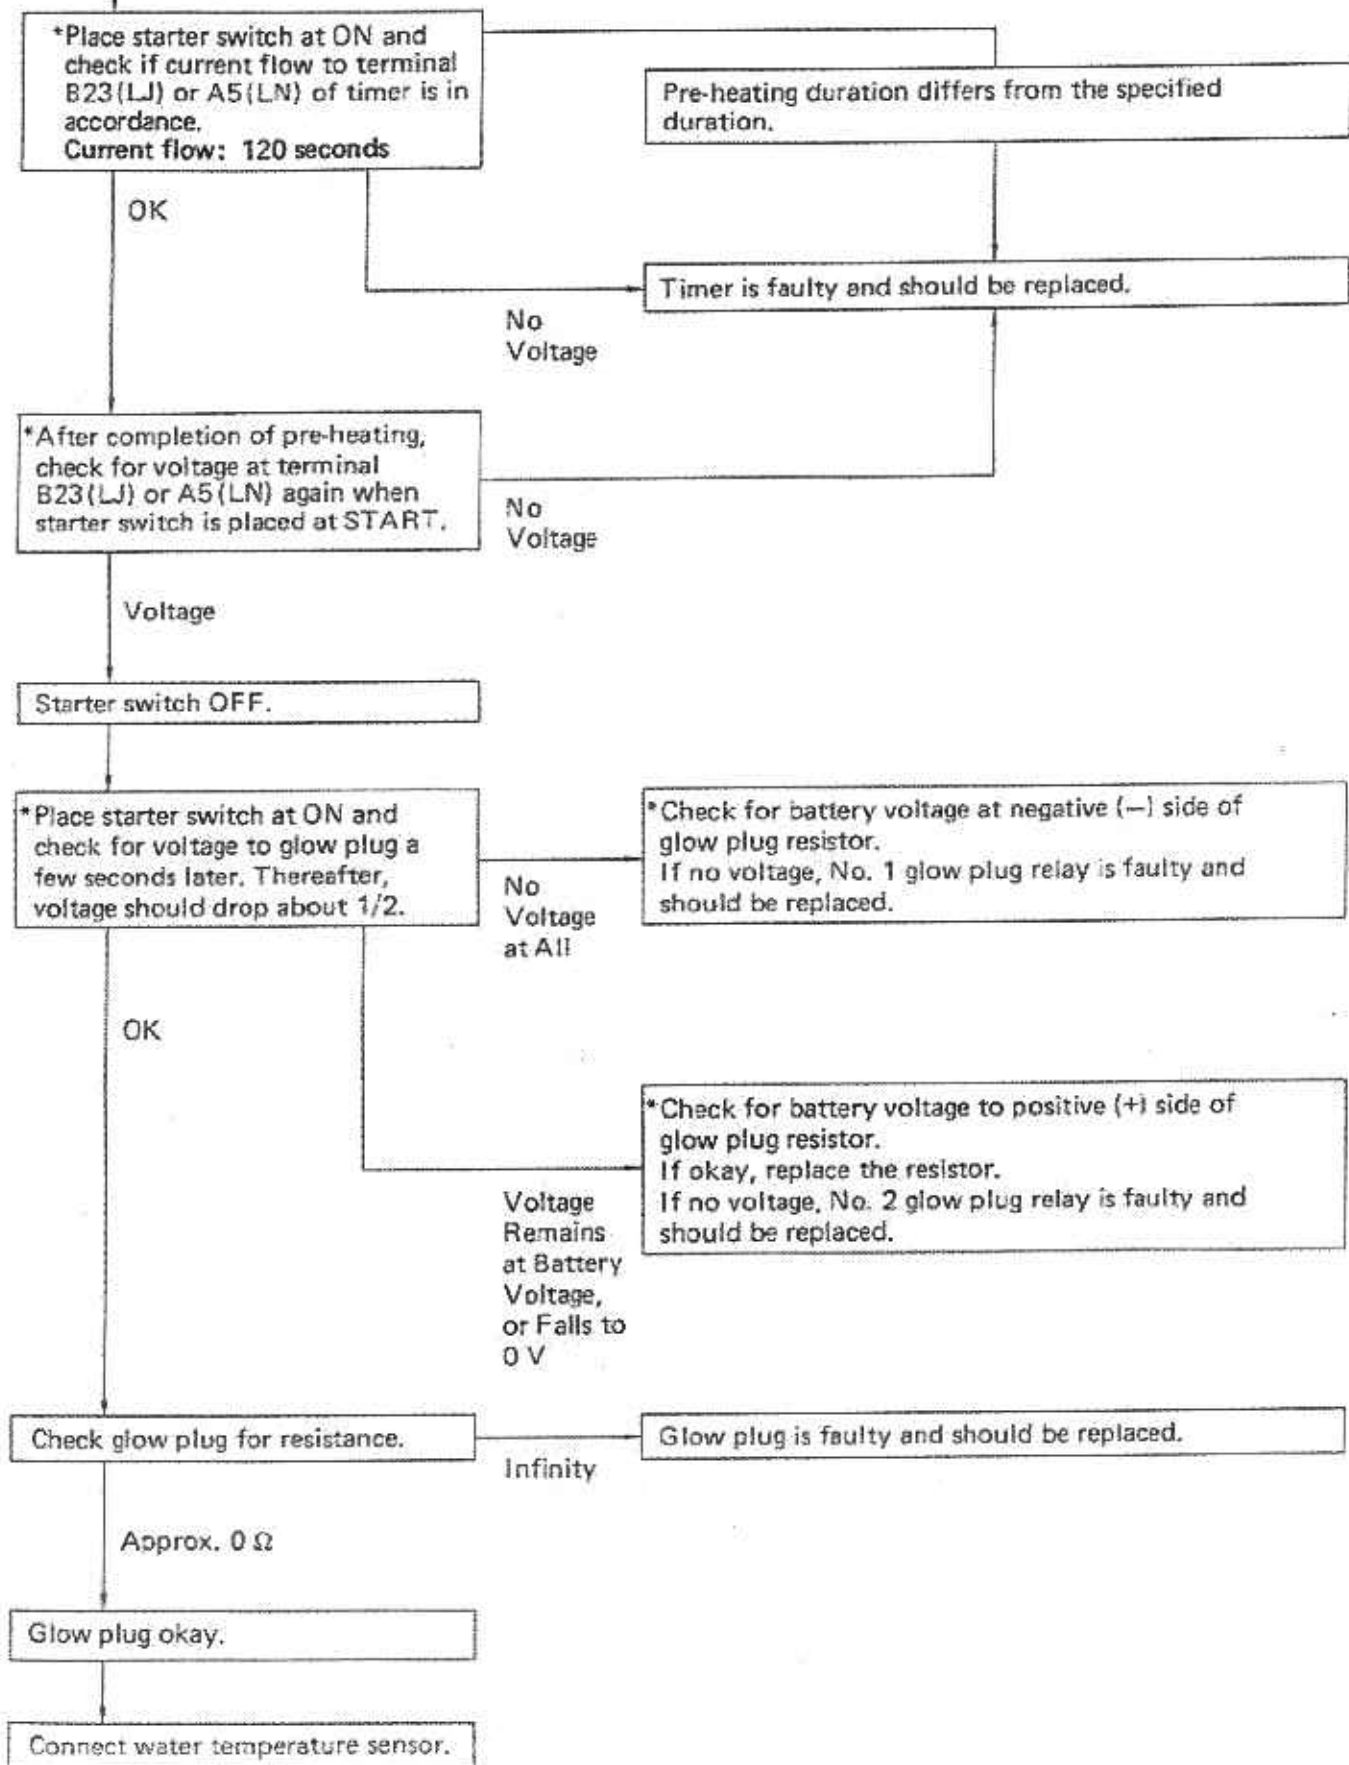 *Place starter switch at ON and
check if current flow to terminal
B23(LJ) or A5(LN) of timer is in
accordance.
Current flow: 120 seconds
Pre-heating duration differs from the specified
duration.
OK
Timer is faulty and should be replaced.
No
Voltage
*After completion of pre-heating,
check for voltage at terminal
B23(LJ) or A5(LN) again when
starter switch is placed at START.
No
Voltage
Voltage
Starter switch OFF.
*Place starter switch at ON and
check for voltage to glow plug a
few seconds later. Thereafter,
voltage should drop about 1/2.
No
Voltage
at All
*Check for battery voltage at negative (−) side of
glow plug resistor.
If no voltage, No. 1 glow plug relay is faulty and
should be replaced.
OK
*Check for battery voltage to positive (+) side of
glow plug resistor.
If okay, replace the resistor.
If no voltage, No. 2 glow plug relay is faulty and
should be replaced.
Voltage
Remains
at Battery
Voltage,
or Falls to
0 V
Check glow plug for resistance.
Infinity
Glow plug is faulty and should be replaced.
Approx. 0 Ω
Glow plug okay.
Connect water temperature sensor.